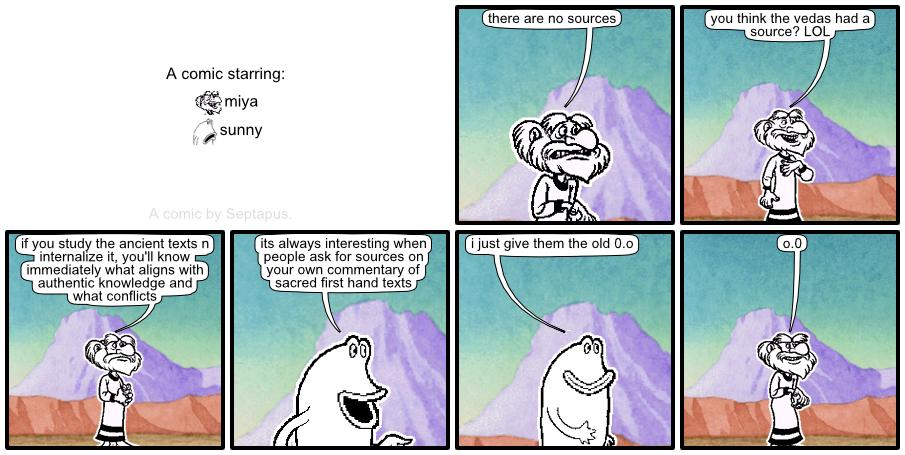 A comic starring:
miya
sunny
A comic by Septapus.
there are no sources
you think the vedas had a
source? LOL
if you study the ancient texts n
internalize it, you'll know
immediately what aligns with
authentic knowledge and
what conflicts
its always interesting when
people ask for sources on
your own commentary of
sacred first hand texts
i just give them the old 0.o
o.0